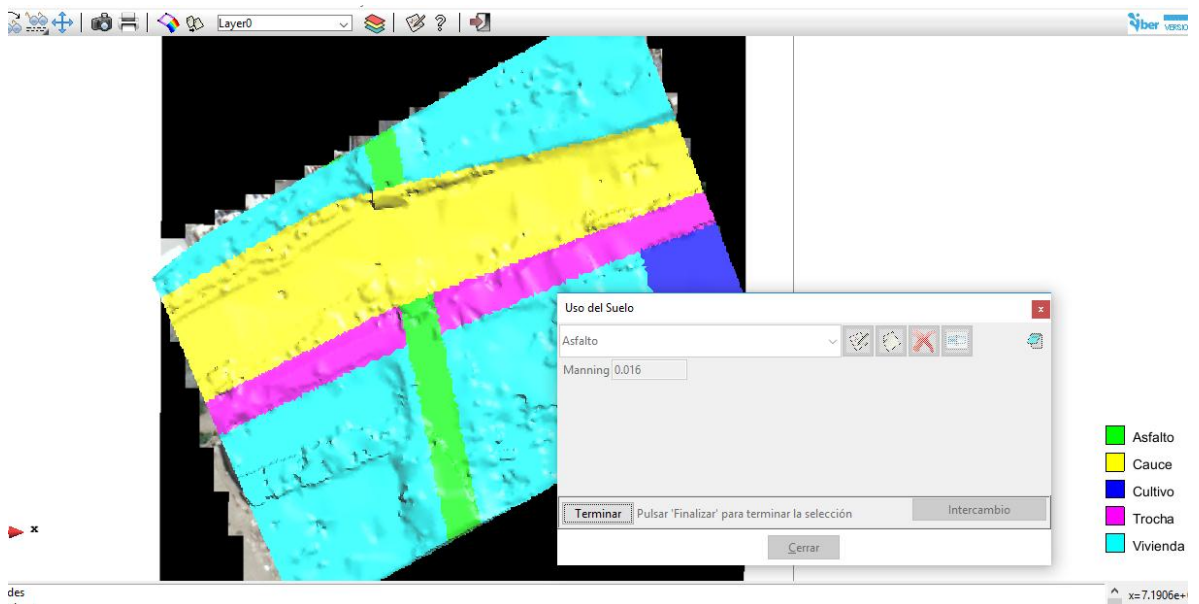 Layer0
?
iber VERSIO
Uso del Suelo
x
Asfalto
Manning 0.016
Terminar Pulsar 'Finalizar' para terminar la selección Intercambio
Cerrar
Asfalto
Cauce
Cultivo
Trocha
Vivienda
x
des
x=7.1906e+